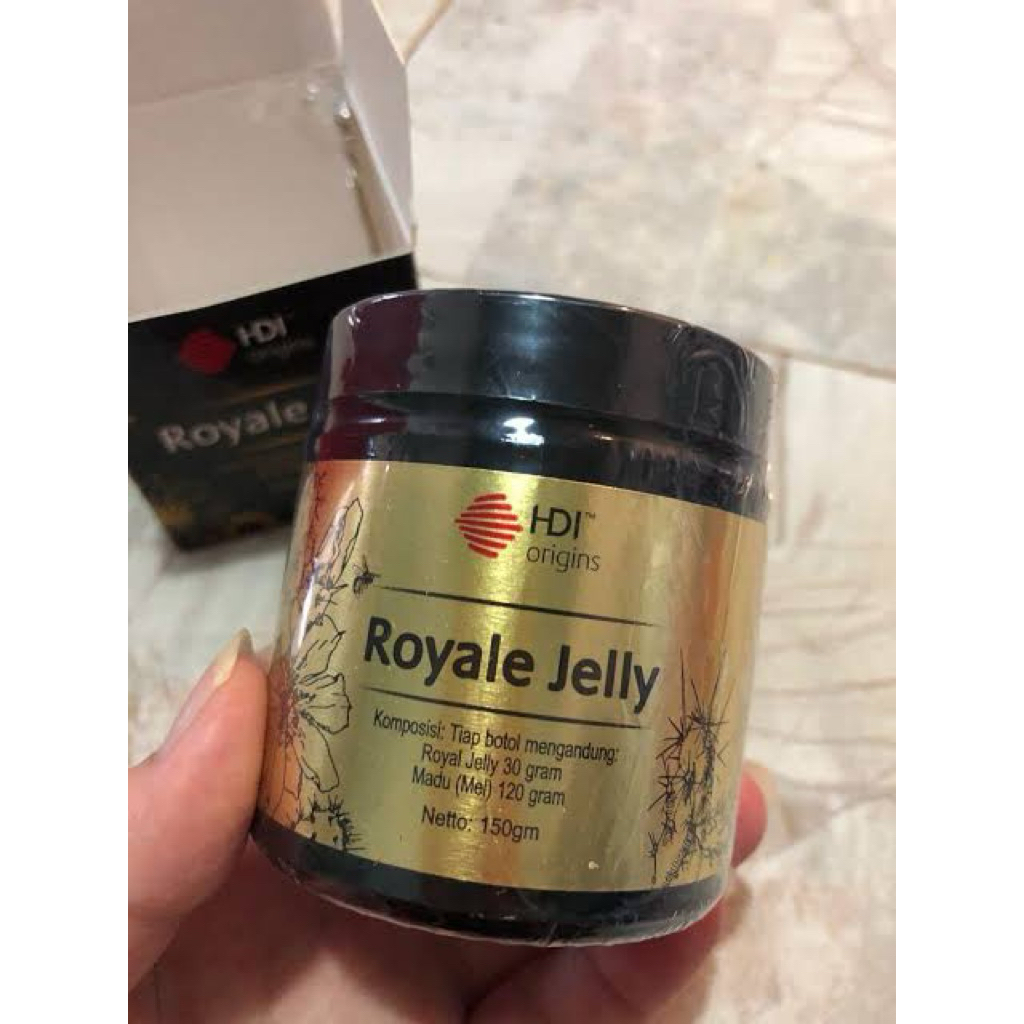 HDI™
origins
Royale
HDI™
origins
Royale Jelly
Komposisi: Tiap botol mengandung:
Royal Jelly 30 gram
Madu (Mel) 120 gram
Netto: 150gm